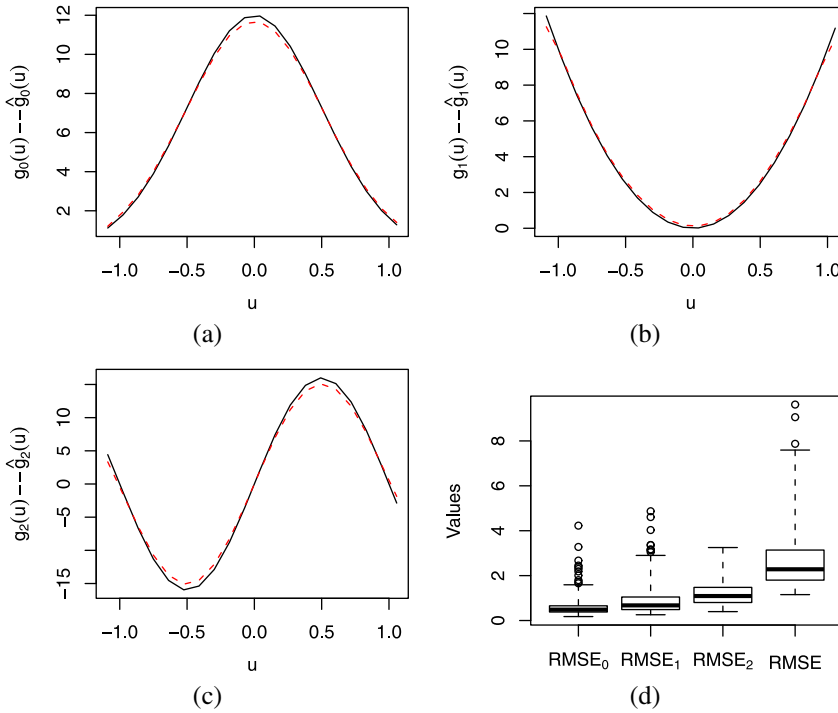 g₀(u) −− ĝ₀(u)
12
10
8
6
4
2
−1.0 −0.5 0.0 0.5 1.0
u
(a)
g₁(u) −− ĝ₁(u)
10
8
6
4
2
0
−1.0 −0.5 0.0 0.5 1.0
u
(b)
g₂(u) −− ĝ₂(u)
10
5
0
−5
−15
−1.0 −0.5 0.0 0.5 1.0
u
(c)
Values
8
6
4
2
0
RMSE₀ RMSE₁ RMSE₂ RMSE
(d)